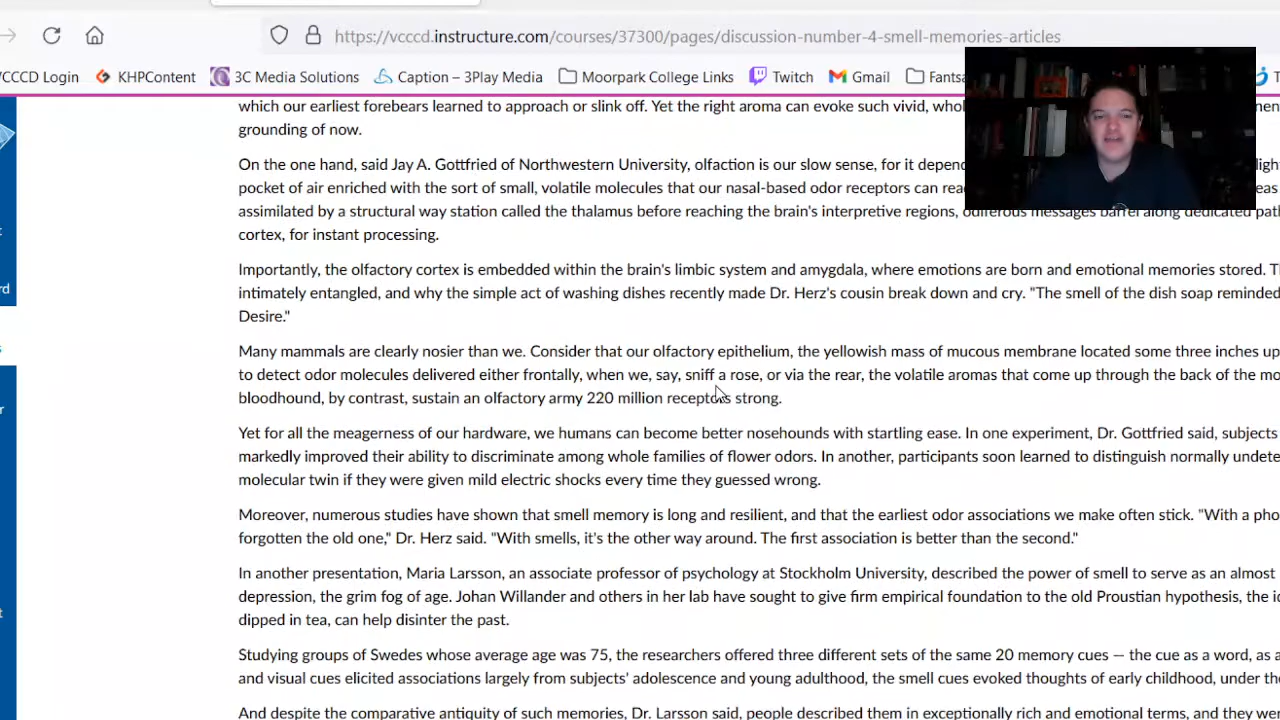 https://vcccd.instructure.com/courses/37300/pages/discussion-number-4-smell-memories-articles
VCCCD Login KHPContent 3C Media Solutions Caption – 3Play Media Moorpark College Links Twitch Gmail Fantas
which our earliest forebears learned to approach or slink off. Yet the right aroma can evoke such vivid,
grounding of now.
On the one hand, said Jay A. Gottfried of Northwestern University, olfaction is our slow sense, for it
pocket of air enriched with the sort of small, volatile molecules that our nasal-based odor receptors can
assimilated by a structural way station called the thalamus before reaching the brain's interpretive regions, odiferous messages barrel along dedicated
cortex, for instant processing.
Importantly, the olfactory cortex is embedded within the brain's limbic system and amygdala, where emotions are born and emotional memories stored.
intimately entangled, and why the simple act of washing dishes recently made Dr. Herz's cousin break down and cry. "The smell of the dish soap reminded
Desire."
Many mammals are clearly nosier than we. Consider that our olfactory epithelium, the yellowish mass of mucous membrane located some three inches up
to detect odor molecules delivered either frontally, when we, say, sniff a rose, or via the rear, the volatile aromas that come up through the back of the
bloodhound, by contrast, sustain an olfactory army 220 million receptors strong.
Yet for all the meagerness of our hardware, we humans can become better nosehounds with startling ease. In one experiment, Dr. Gottfried said, subjects
markedly improved their ability to discriminate among whole families of flower odors. In another, participants soon learned to distinguish normally
molecular twin if they were given mild electric shocks every time they guessed wrong.
Moreover, numerous studies have shown that smell memory is long and resilient, and that the earliest odor associations we make often stick. "With a
forgotten the old one," Dr. Herz said. "With smells, it's the other way around. The first association is better than the second."
In another presentation, Maria Larsson, an associate professor of psychology at Stockholm University, described the power of smell to serve as an almost
depression, the grim fog of age. Johan Willander and others in her lab have sought to give firm empirical foundation to the old Proustian hypothesis, the
dipped in tea, can help disinter the past.
Studying groups of Swedes whose average age was 75, the researchers offered three different sets of the same 20 memory cues — the cue as a word, as a
and visual cues elicited associations largely from subjects' adolescence and young adulthood, the smell cues evoked thoughts of early childhood, under the
And despite the comparative antiquity of such memories, Dr. Larsson said, people described them in exceptionally rich and emotional terms, and they